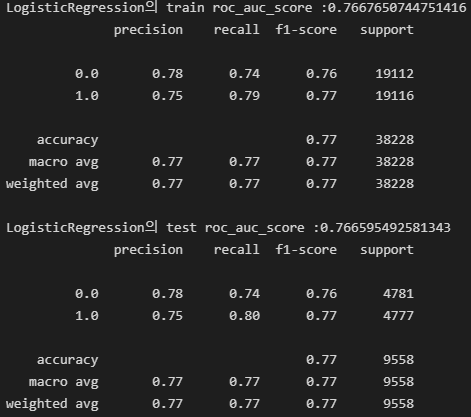 LogisticRegression의 train roc_auc_score :0.7667650744751416
precision recall f1-score support
0.0 0.78 0.74 0.76 19112
1.0 0.75 0.79 0.77 19116
accuracy 0.77 38228
macro avg 0.77 0.77 0.77 38228
weighted avg 0.77 0.77 0.77 38228
LogisticRegression의 test roc_auc_score :0.766595492581343
precision recall f1-score support
0.0 0.78 0.74 0.76 4781
1.0 0.75 0.80 0.77 4777
accuracy 0.77 9558
macro avg 0.77 0.77 0.77 9558
weighted avg 0.77 0.77 0.77 9558